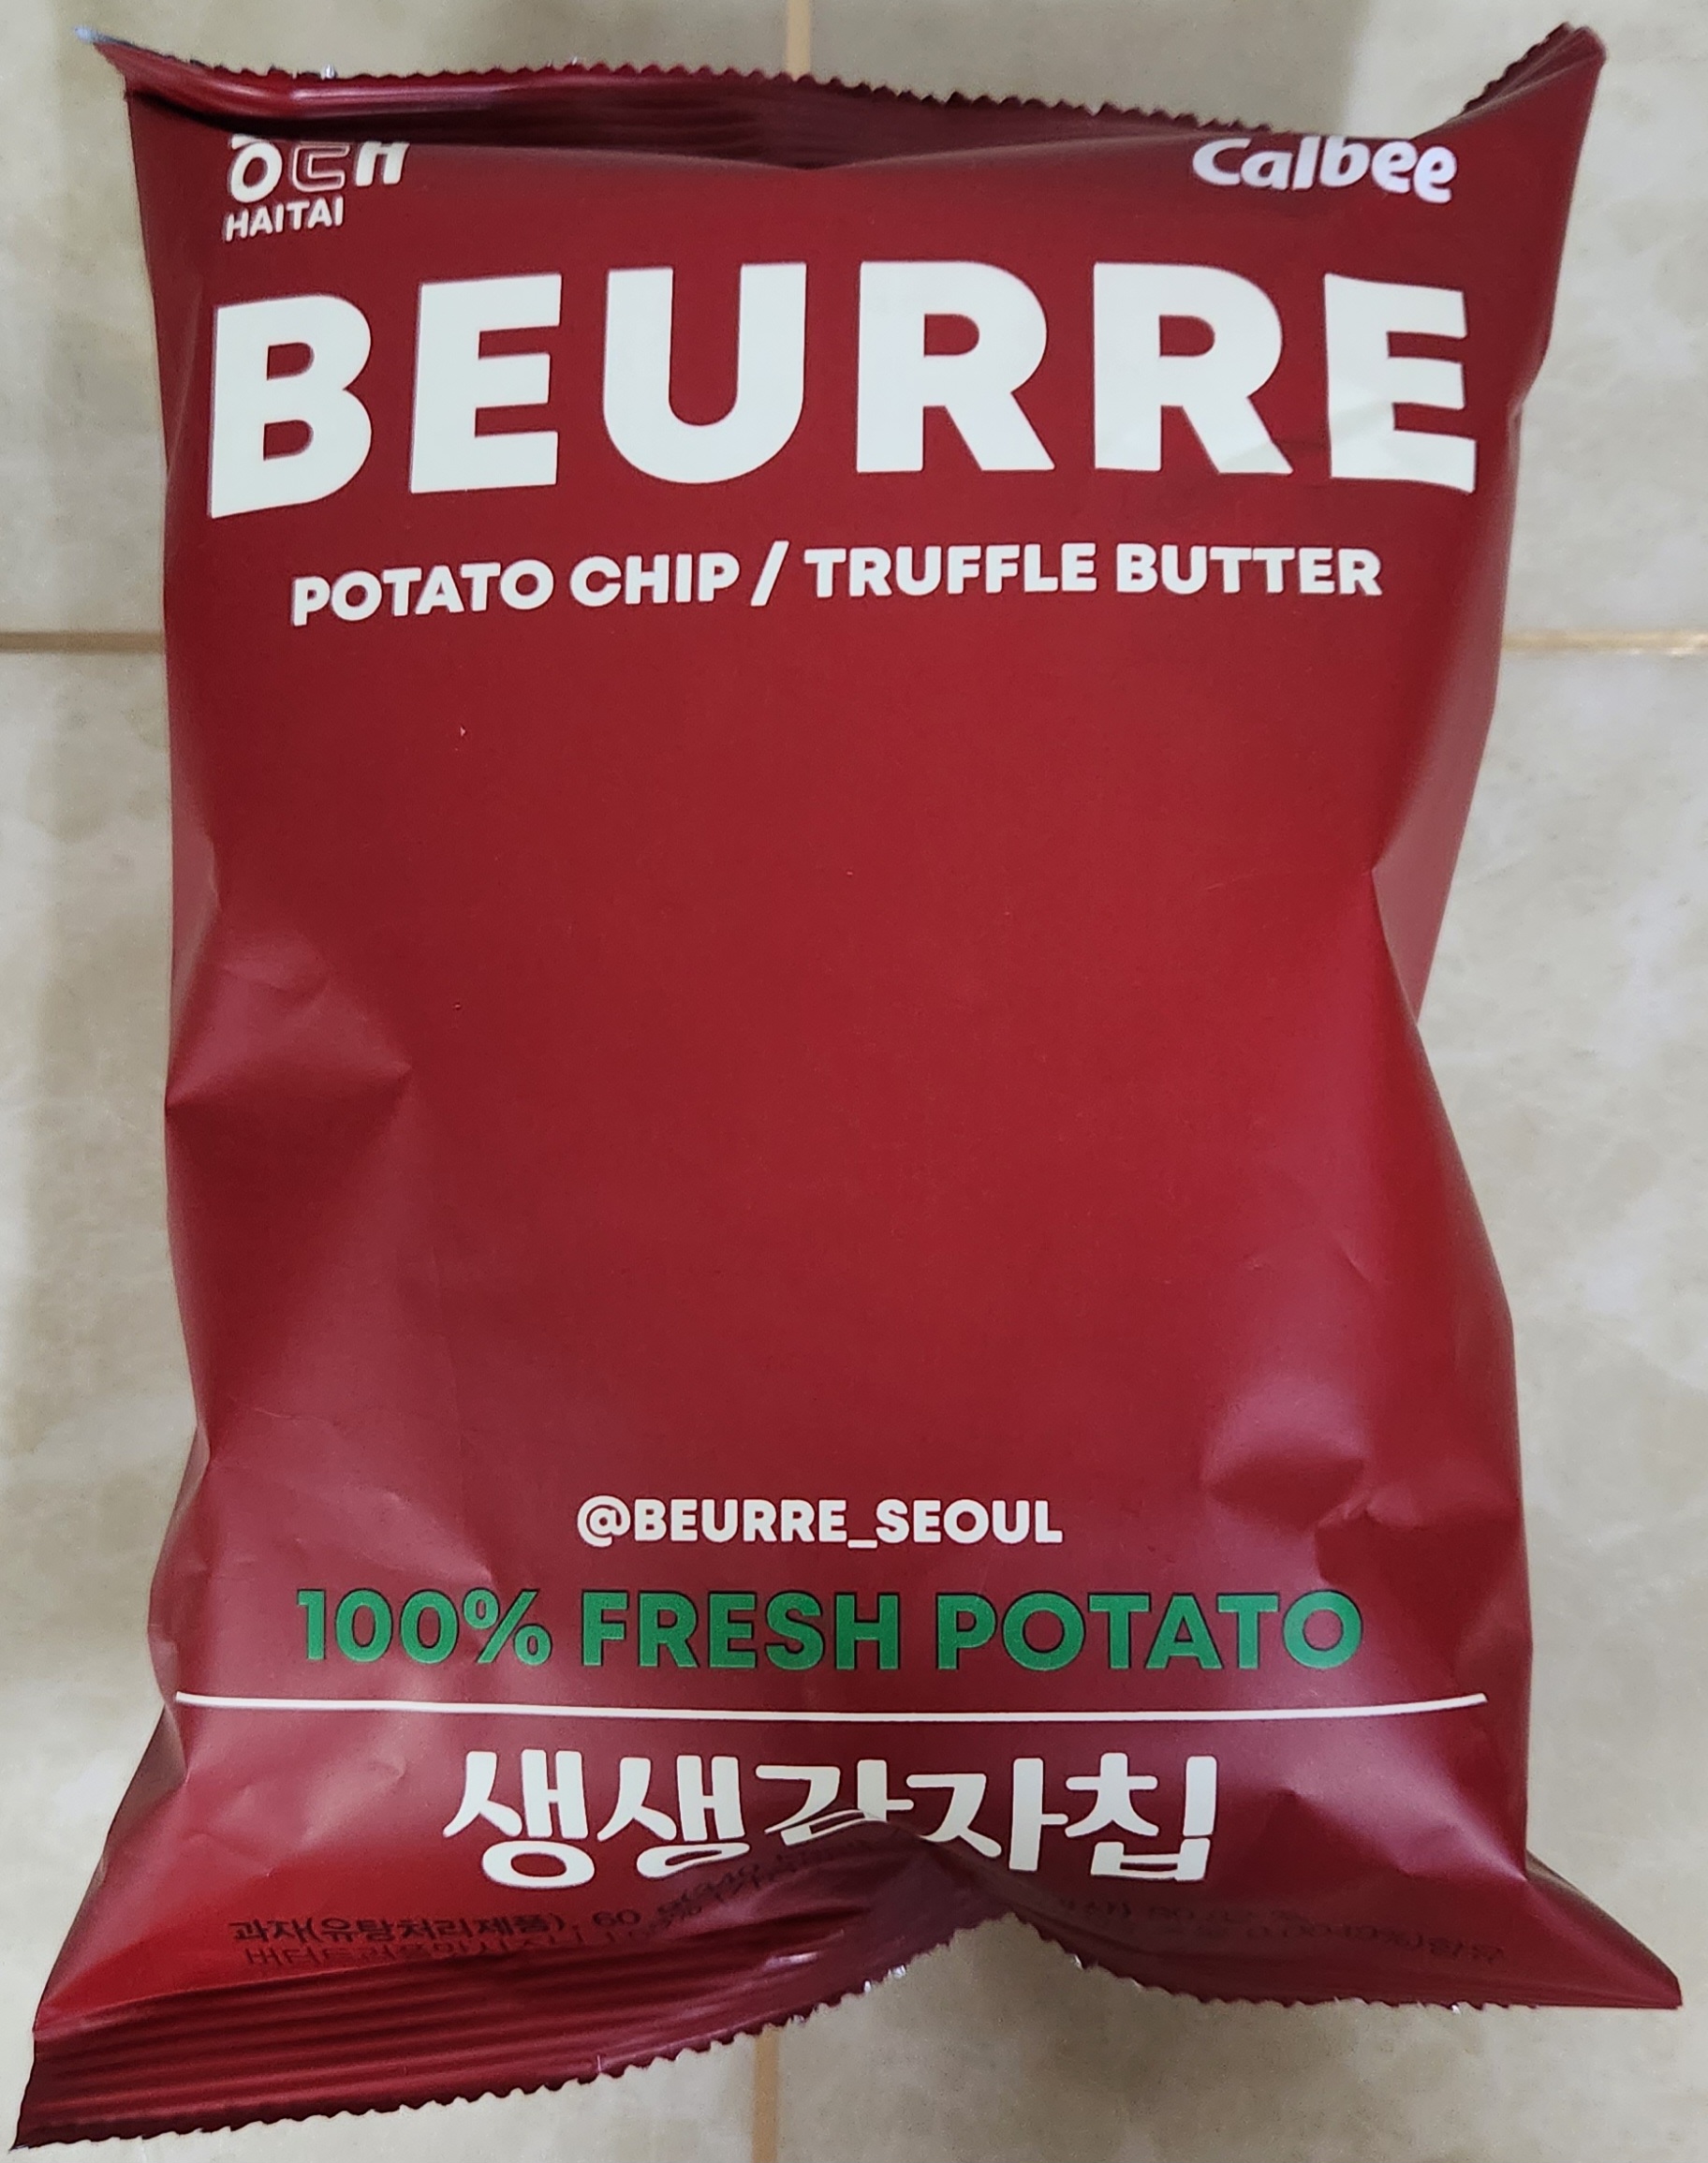 해태
HAITAI
Calbee
BEURRE
POTATO CHIP / TRUFFLE BUTTER
@BEURRE_SEOUL
100% FRESH POTATO
생생감자칩
과자(유탕처리제품), 60